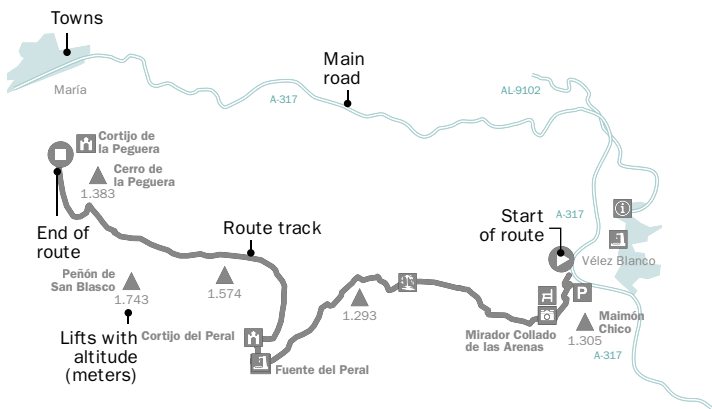 Towns
María
Main
road
A-317
AL-9102
Cortijo de
la Peguera
Cerro de
la Peguera
1.383
End of
route
Route track
Start
of route
A-317
Vélez Blanco
Peñón de
San Blasco
1.743
1.574
1.293
P
Lifts with
altitude
(meters)
Cortijo del Peral
Fuente del Peral
Mirador Collado
de las Arenas
Maimón
Chico
1.305
A-317